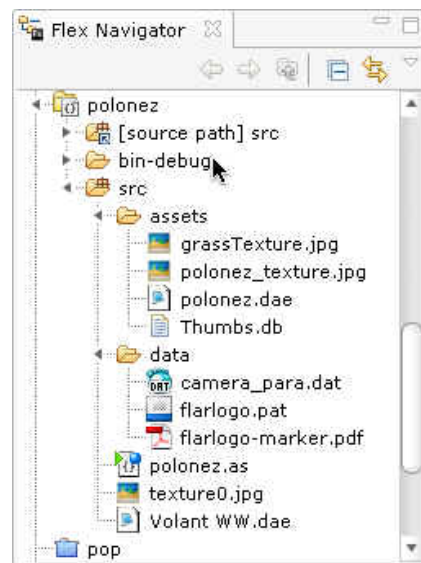 Flex Navigator
polonez
[source path] src
bin-debug
src
assets
grassTexture.jpg
polonez_texture.jpg
polonez.dae
Thumbs.db
data
DAT
camera_para.dat
flarlogo.pat
flarlogo-marker.pdf
polonez.as
texture0.jpg
Volant WW.dae
pop